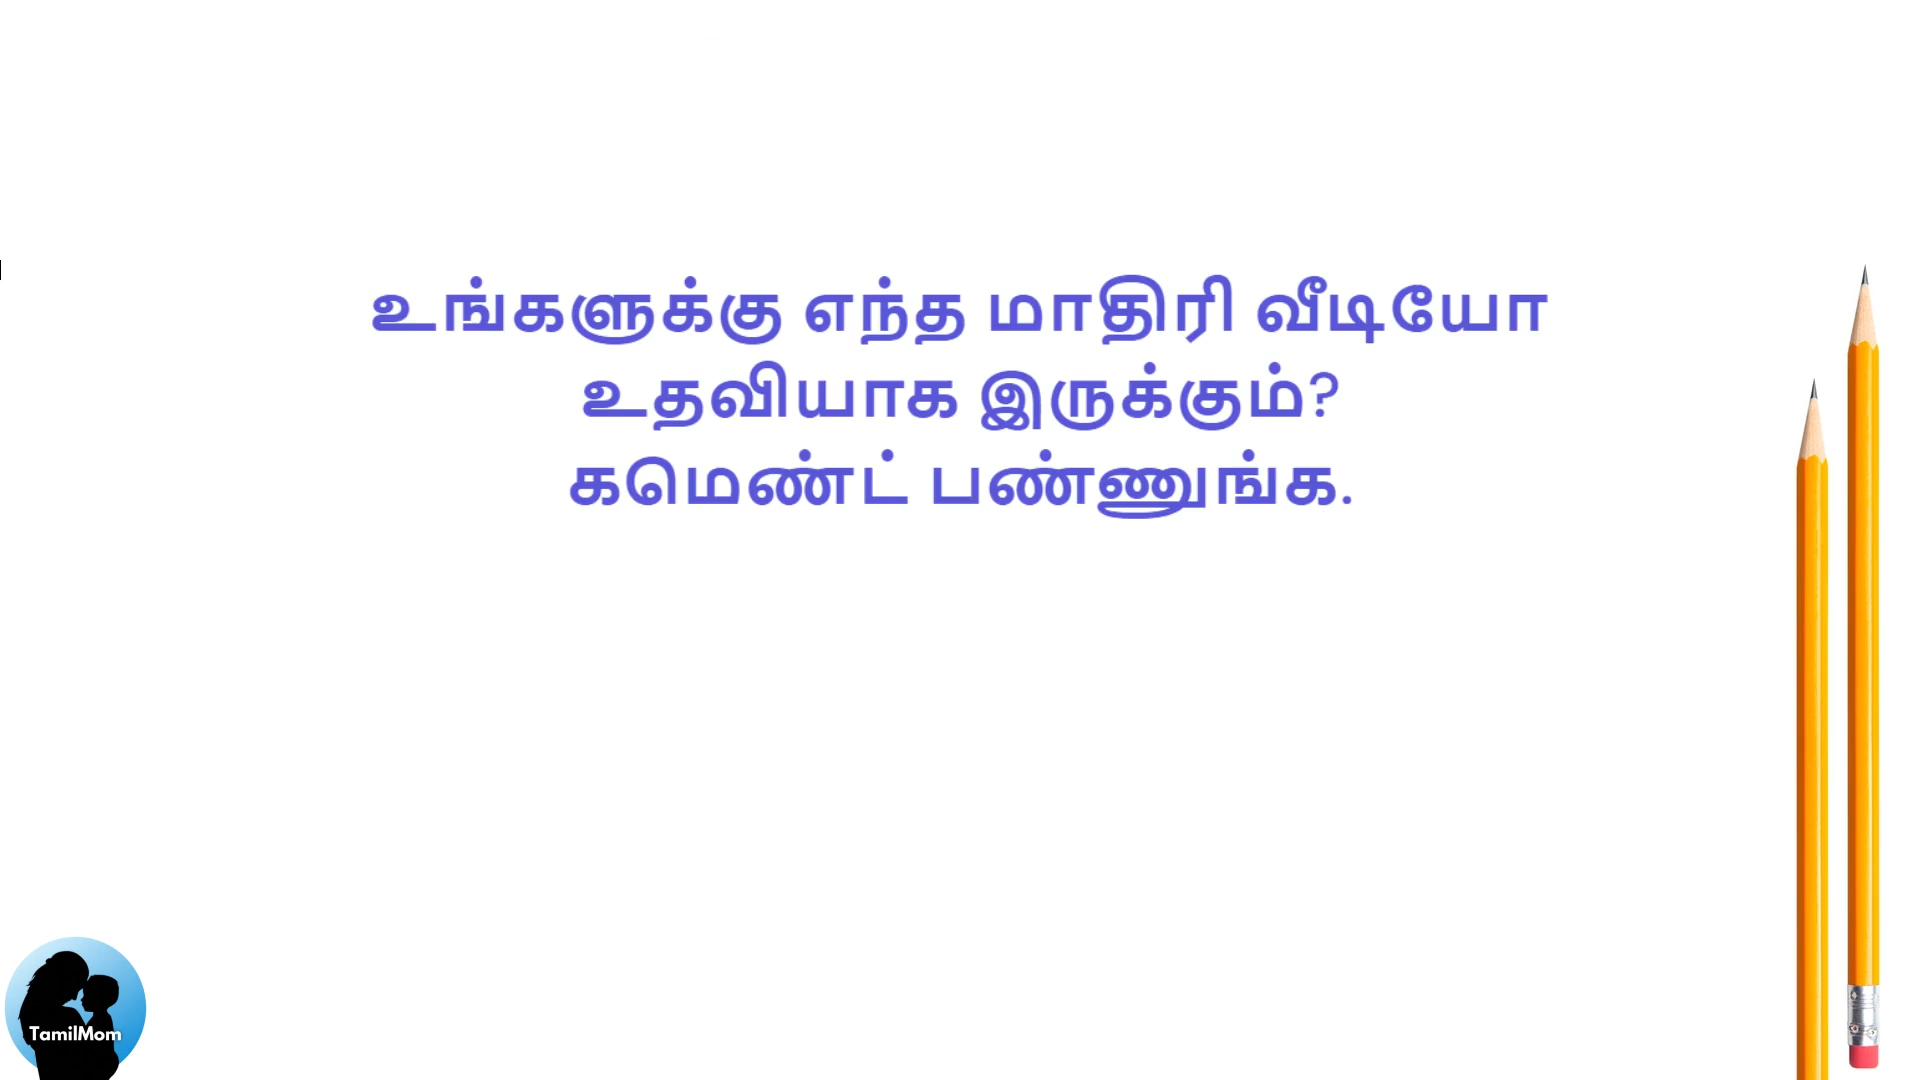 உங்களுக்கு எந்த மாதிரி வீடியோ
உதவியாக இருக்கும்?
கமெண்ட் பண்ணுங்க.
TamilMom